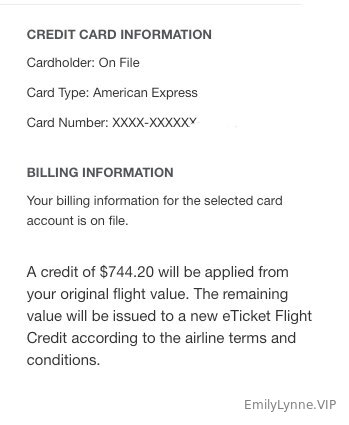 CREDIT CARD INFORMATION
Cardholder: On File
Card Type: American Express
Card Number: XXXX-XXXXXY
BILLING INFORMATION
Your billing information for the selected card
account is on file.
A credit of $744.20 will be applied from
your original flight value. The remaining
value will be issued to a new eTicket Flight
Credit according to the airline terms and
conditions.
EmilyLynne.VIP